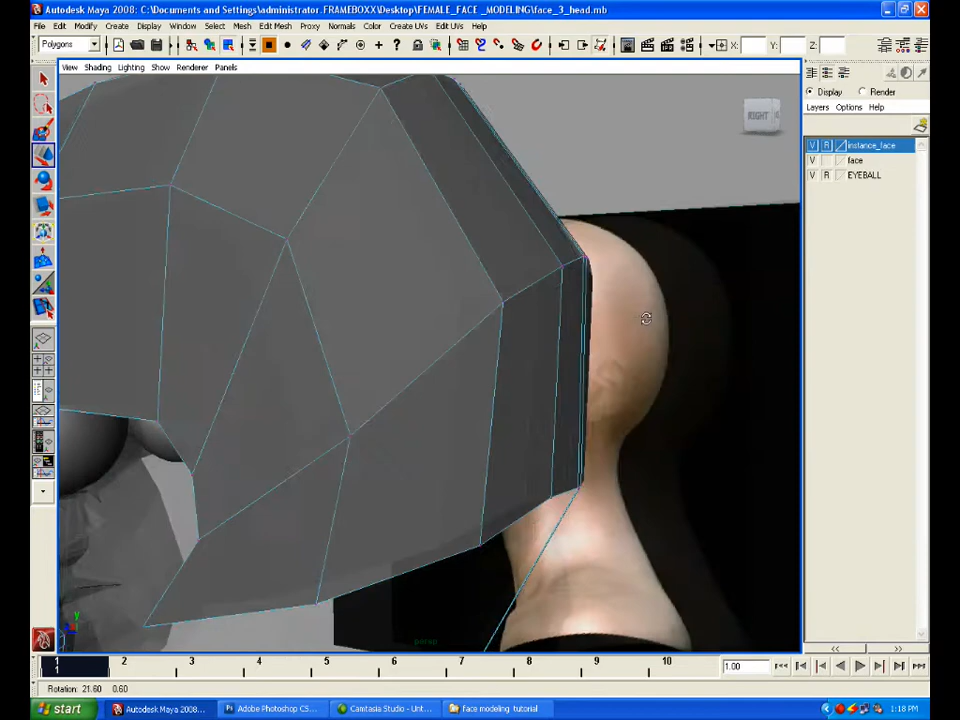 Autodesk Maya 2008: C:\Documents and Settings\administrator.FRAMEBOXX\Desktop\FEMALE_FACE _MODELING\face_3_head.mb
File Edit Modify Create Display Window Select Mesh Edit Mesh Proxy Normals Color Create UVs Edit UVs Help
Polygons X: Y: Z:
View Shading Lighting Show Renderer Panels
Display Render
Layers Options Help
V R instance_face
V face
V R EYEBALL
RIGHT
y
persp
1 2 3 4 5 6 7 8 9 10 1.00
1
Rotation: 21.60 0.60
start Autodesk Maya 2008... Adobe Photoshop CS... Camtasia Studio - Unt... face modeling tutorial 1:18 PM